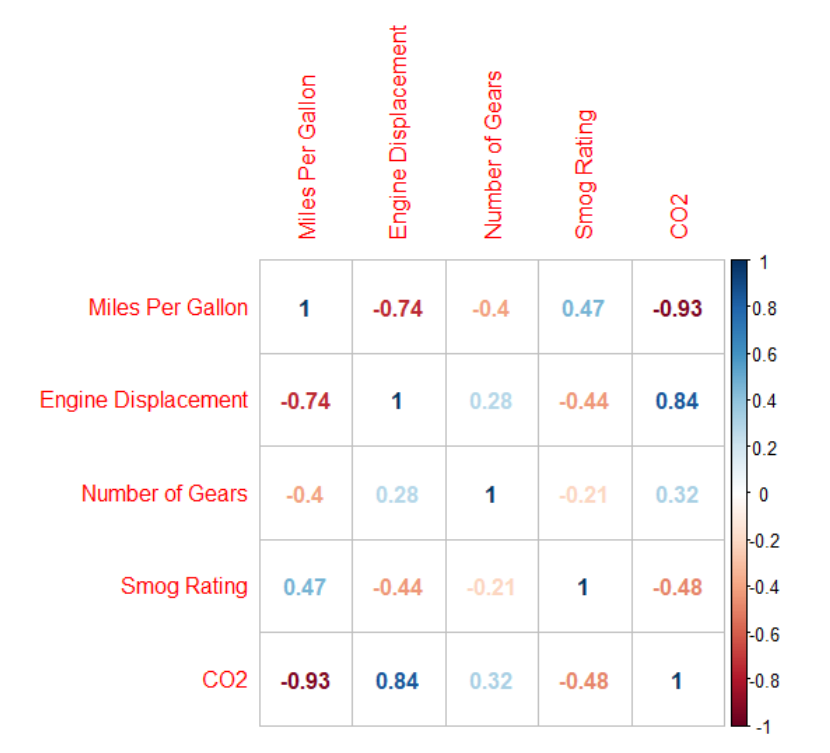 Miles Per Gallon
Engine Displacement
Number of Gears
Smog Rating
CO2
Miles Per Gallon 1 -0.74 -0.4 0.47 -0.93
Engine Displacement -0.74 1 0.28 -0.44 0.84
Number of Gears -0.4 0.28 1 -0.21 0.32
Smog Rating 0.47 -0.44 -0.21 1 -0.48
CO2 -0.93 0.84 0.32 -0.48 1
1
0.8
0.6
0.4
0.2
0
-0.2
-0.4
-0.6
-0.8
-1